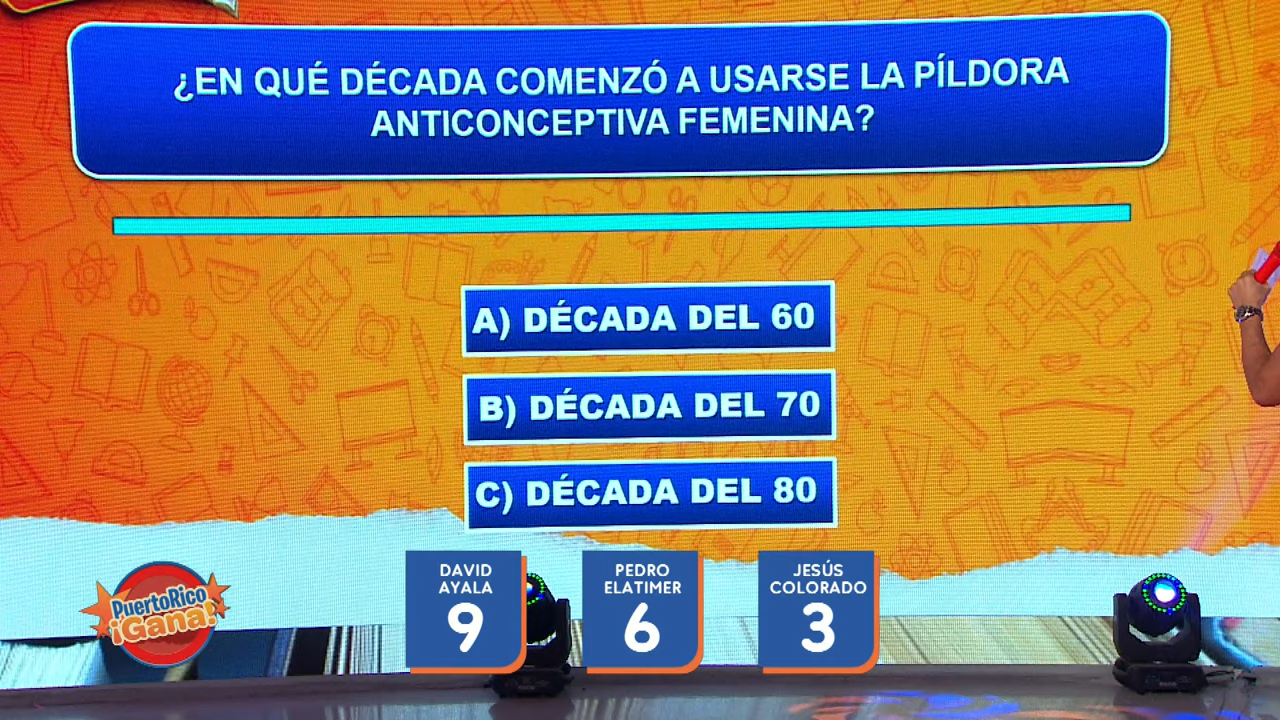 ¿EN QUÉ DÉCADA COMENZÓ A USARSE LA PÍLDORA
ANTICONCEPTIVA FEMENINA?
A) DÉCADA DEL 60
B) DÉCADA DEL 70
C) DÉCADA DEL 80
PuertoRico
¡Gana!
DAVID
AYALA
9
PEDRO
ELATIMER
6
JESÚS
COLORADO
3